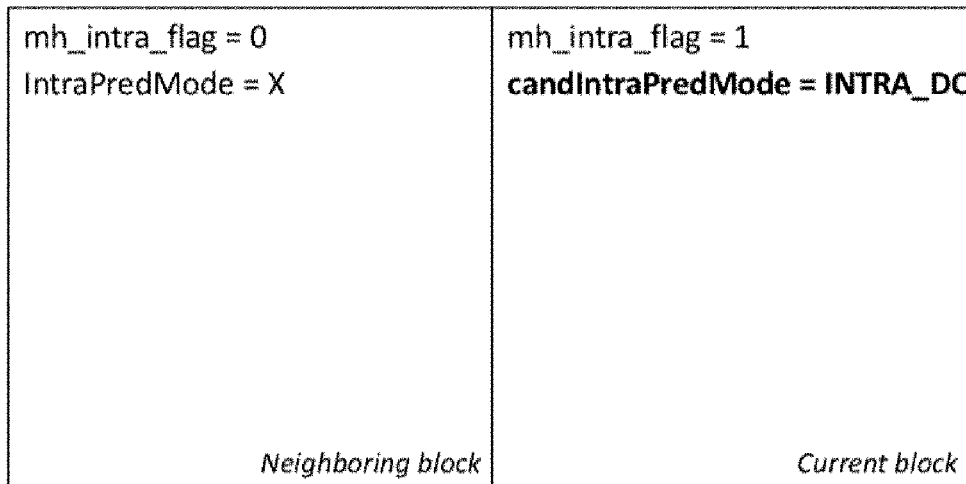 mh_intra_flag = 0
IntraPredMode = X
Neighboring block
mh_intra_flag = 1
candIntraPredMode = INTRA_DC
Current block